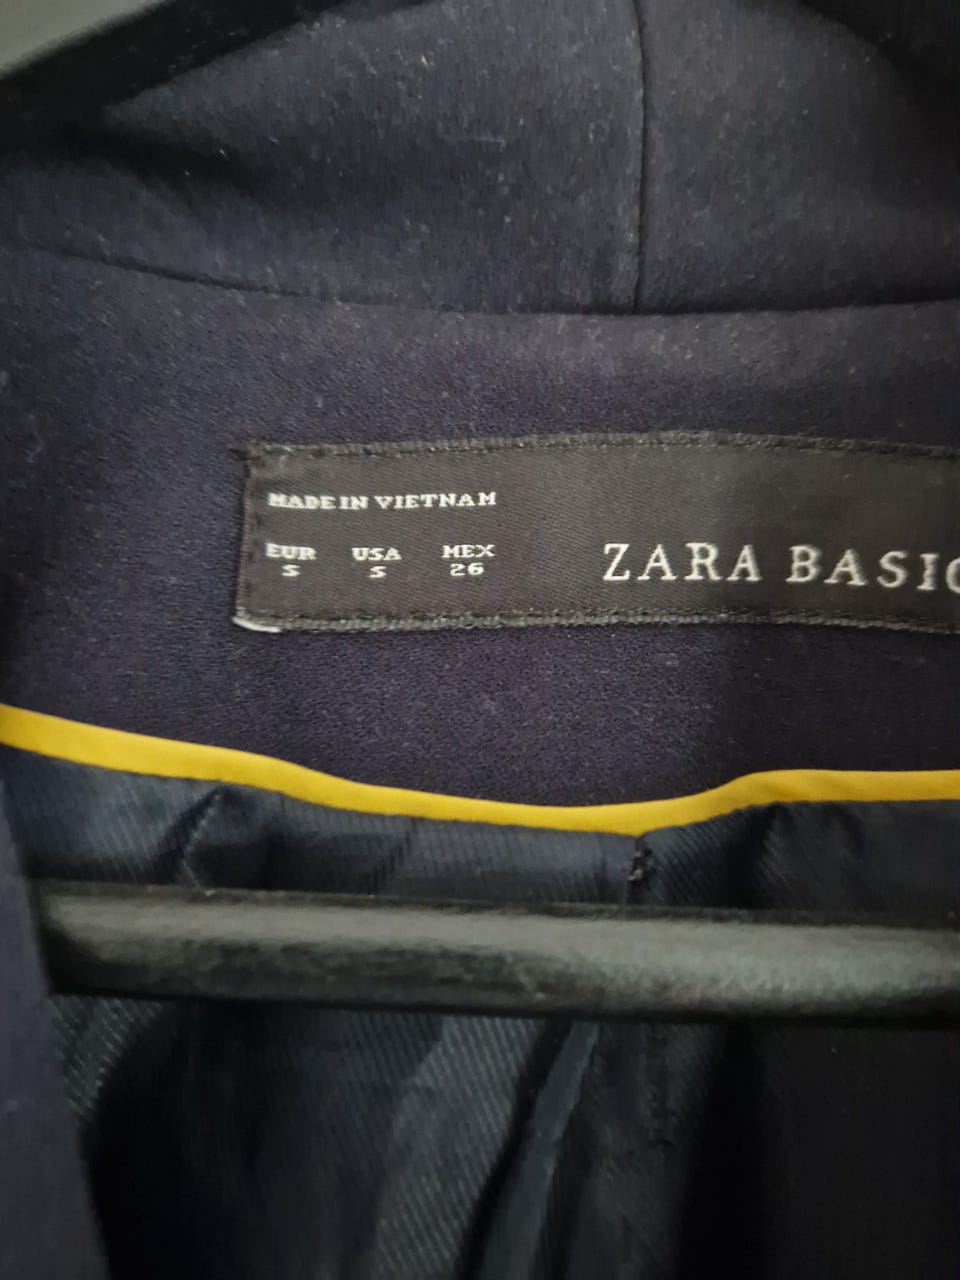 MADE IN VIETNAM
EUR USA MEX
S S 26
ZARA BASIC